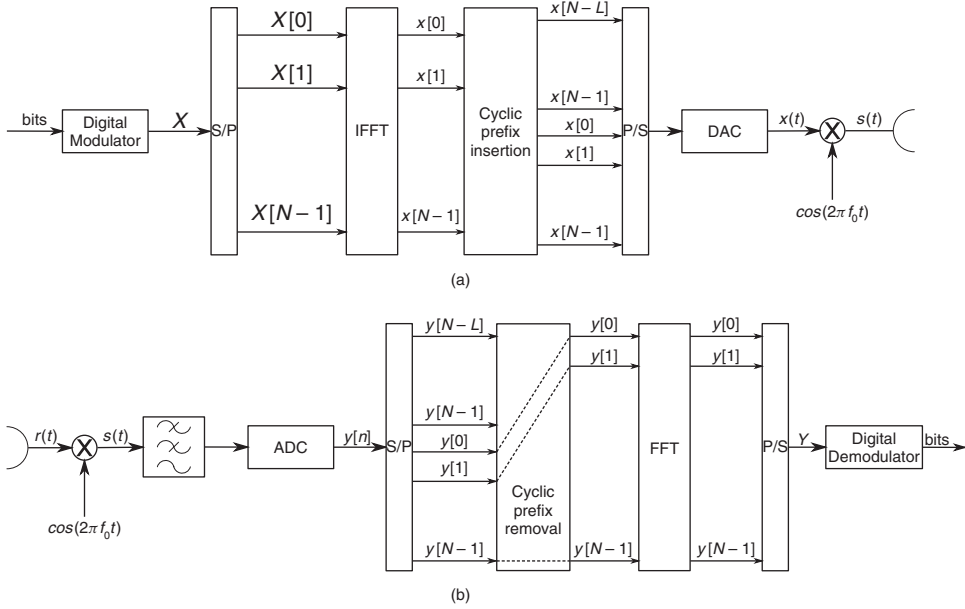 bits
Digital
Modulator
X
S/P
X[0]
X[1]
X[N – 1]
IFFT
x[0]
x[1]
x[N – 1]
Cyclic
prefix
insertion
x[N – L]
x[N – 1]
x[0]
x[1]
x[N – 1]
P/S
DAC
x(t)
X
s(t)
cos(2π f₀t)
(a)
r(t)
X
s(t)
cos(2π f₀t)
ADC
y[n]
S/P
y[N – L]
y[N – 1]
y[0]
y[1]
y[N – 1]
Cyclic
prefix
removal
y[0]
y[1]
y[N – 1]
FFT
y[0]
y[1]
y[N – 1]
P/S
Y
Digital
Demodulator
bits
(b)